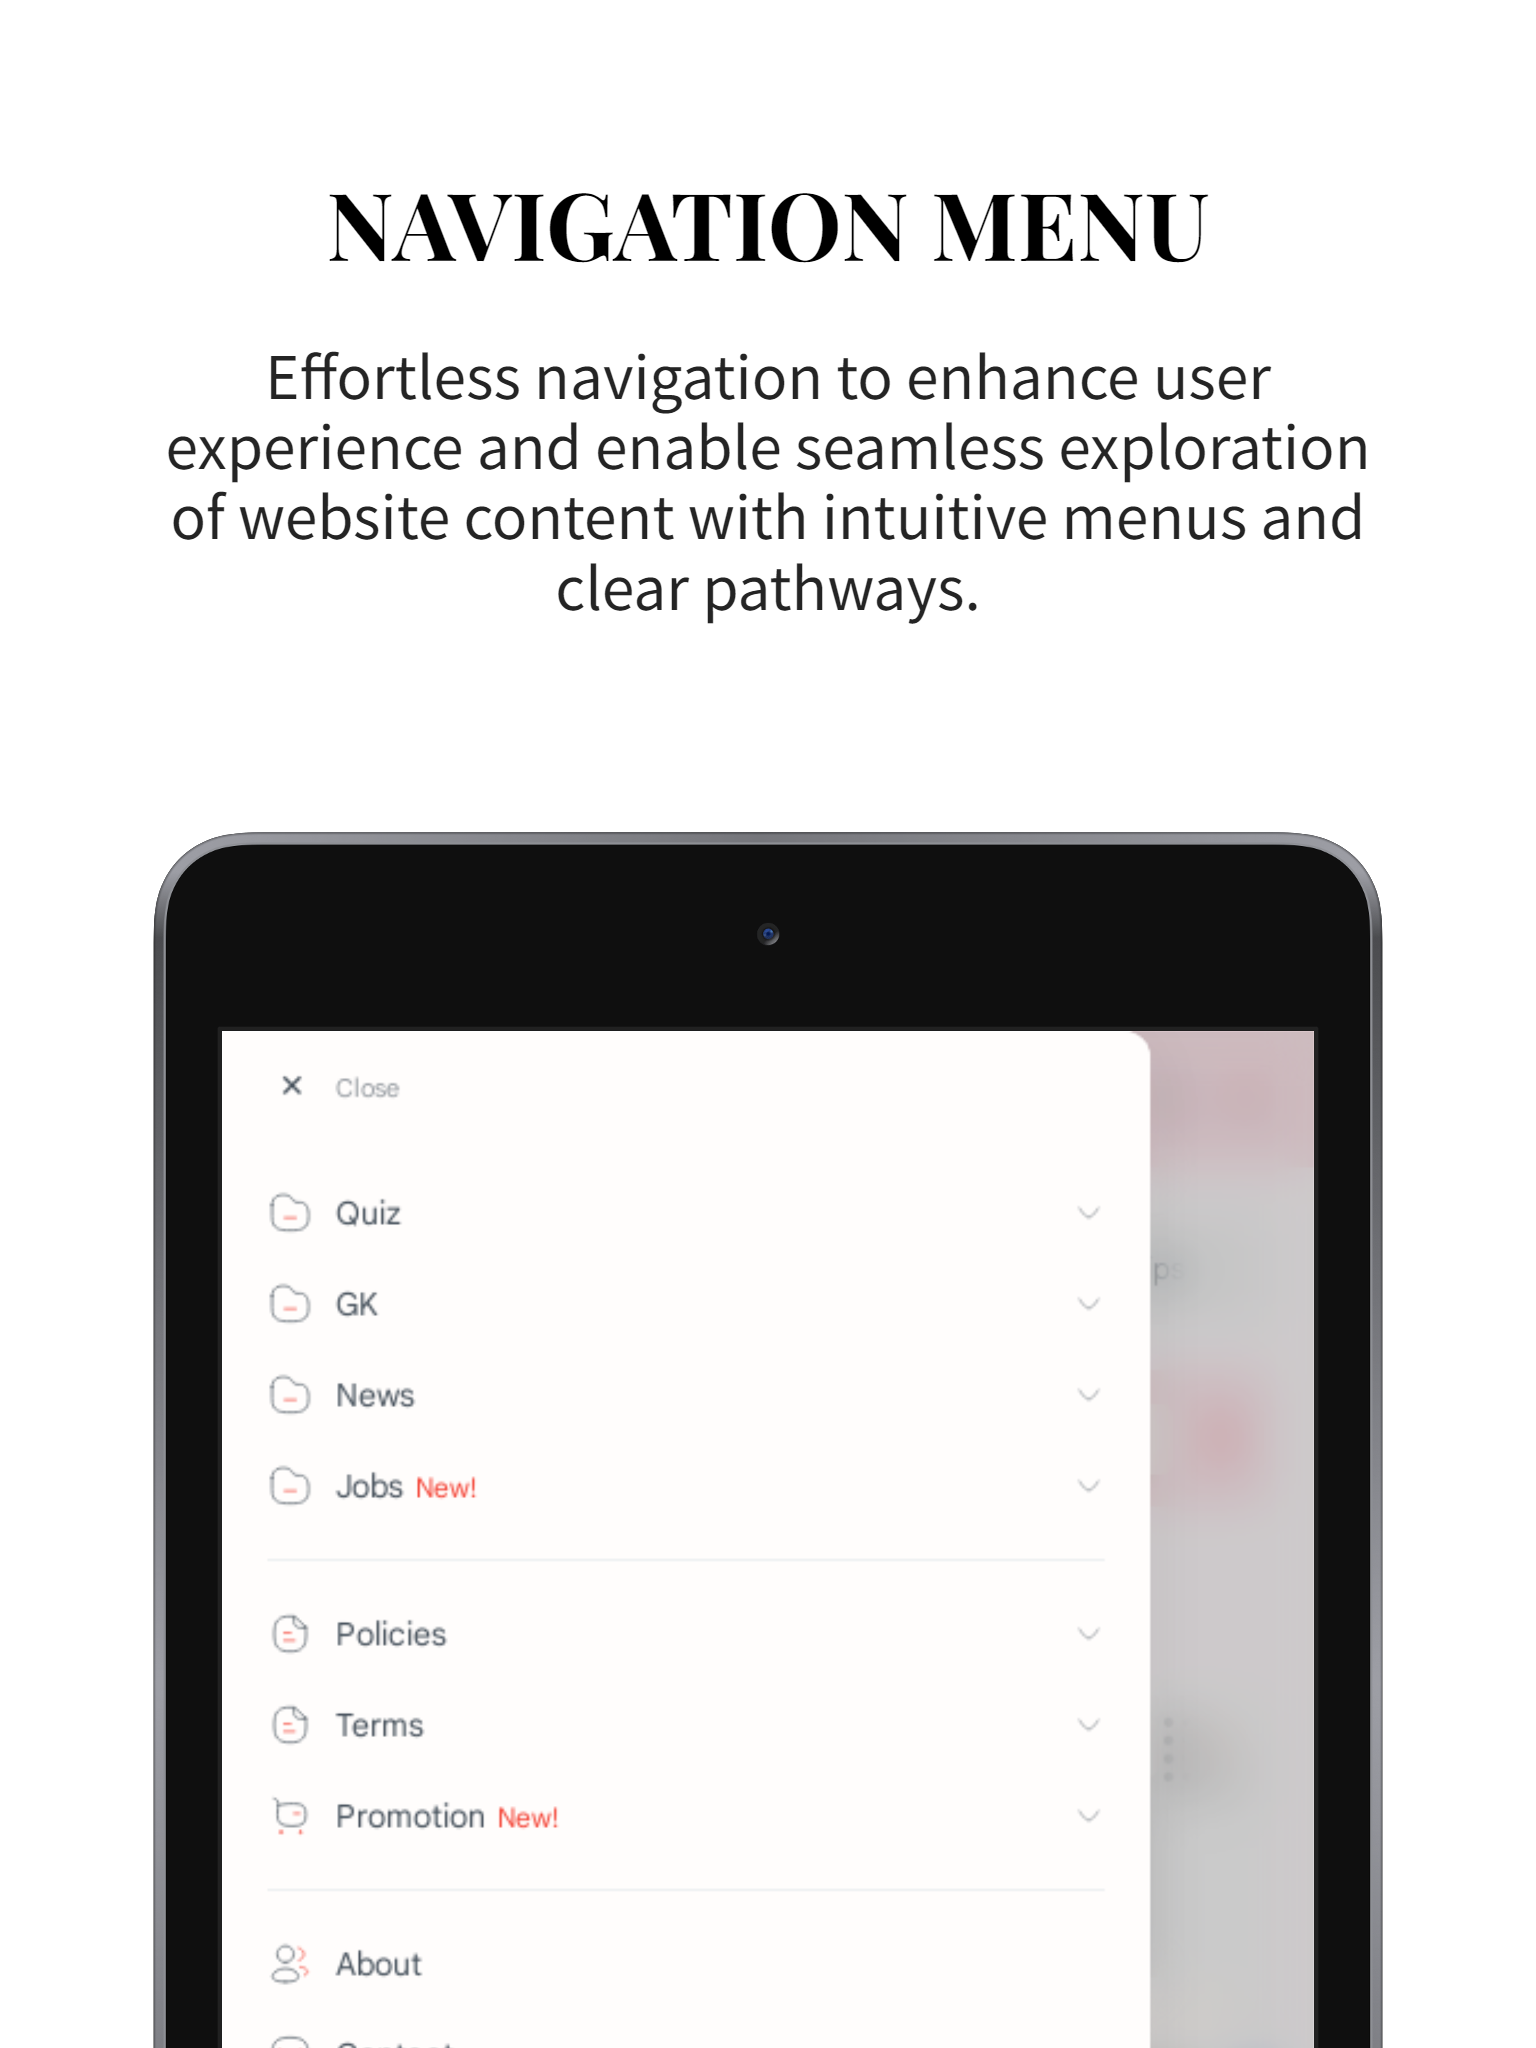 NAVIGATION MENU
Effortless navigation to enhance user
experience and enable seamless exploration
of website content with intuitive menus and
clear pathways.
Close
Quiz
GK
News
Jobs New!
Policies
Terms
Promotion New!
About